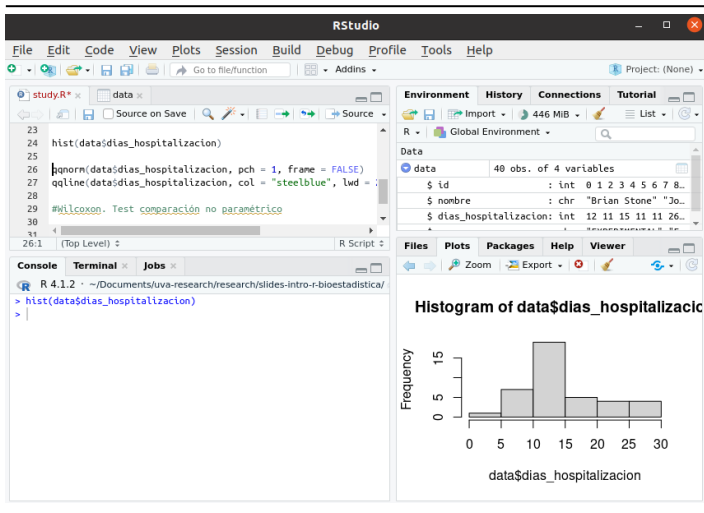 RStudio
File Edit Code View Plots Session Build Debug Profile Tools Help
Go to file/function Addins Project: (None)
study.R* × data ×
Source on Save Source
23
24 hist(data$dias_hospitalizacion)
25
26 qqnorm(data$dias_hospitalizacion, pch = 1, frame = FALSE)
27 qqline(data$dias_hospitalizacion, col = "steelblue", lwd =
28
29 #Wilcoxon. Test comparación no paramétrico
30
31
26:1 (Top Level) R Script
Console Terminal × Jobs ×
R 4.1.2 · ~/Documents/uva-research/research/slides-intro-r-bioestadistica/
> hist(data$dias_hospitalizacion)
>
Environment History Connections Tutorial
Import 446 MiB List
R Global Environment
Data
data 40 obs. of 4 variables
$ id : int 0 1 2 3 4 5 6 7 8…
$ nombre : chr "Brian Stone" "Jo…
$ dias_hospitalizacion: int 12 11 15 11 11 26…
Files Plots Packages Help Viewer
Zoom Export
Histogram of data$dias_hospitalizacic
Frequency
15
5
0
0 5 10 15 20 25 30
data$dias_hospitalizacion